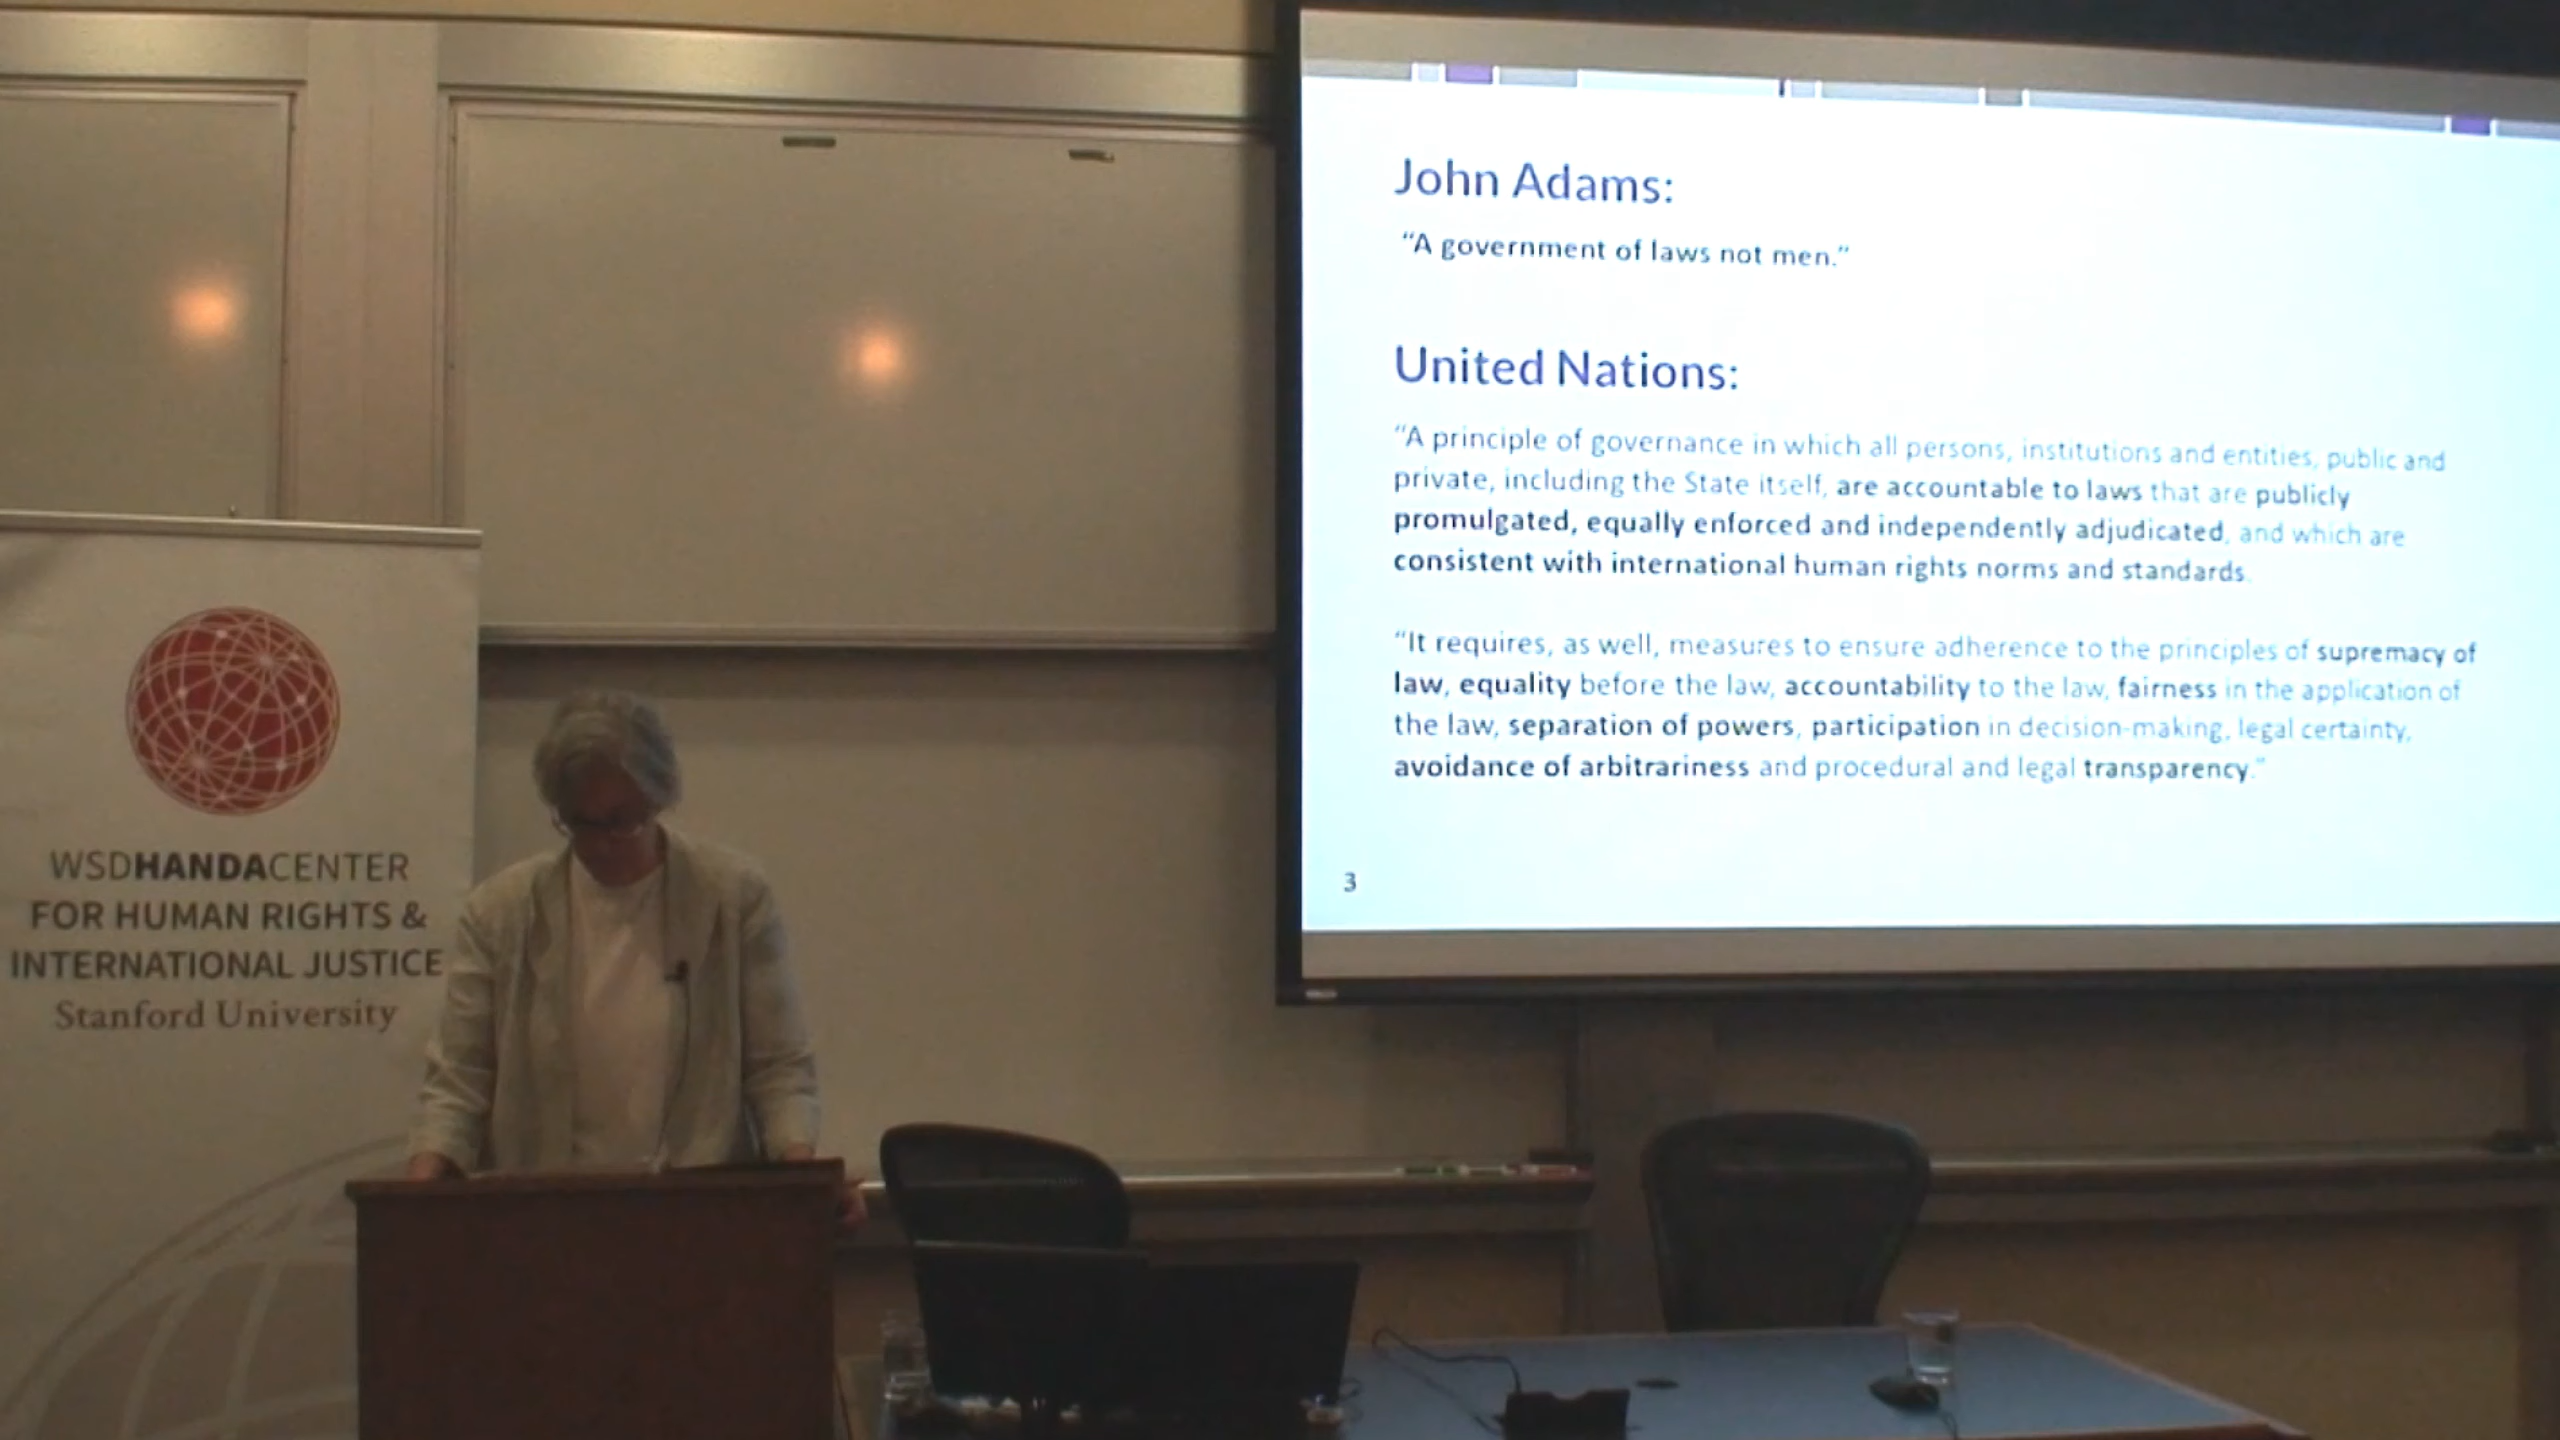 John Adams:
“A government of laws not men.”
United Nations:
“A principle of governance in which all persons, institutions and entities, public and
private, including the State itself, are accountable to laws that are publicly
promulgated, equally enforced and independently adjudicated, and which are
consistent with international human rights norms and standards.
“It requires, as well, measures to ensure adherence to the principles of supremacy of
law, equality before the law, accountability to the law, fairness in the application of
the law, separation of powers, participation in decision-making, legal certainty,
avoidance of arbitrariness and procedural and legal transparency.”
3
WSDHANDACENTER
FOR HUMAN RIGHTS &
INTERNATIONAL JUSTICE
Stanford University